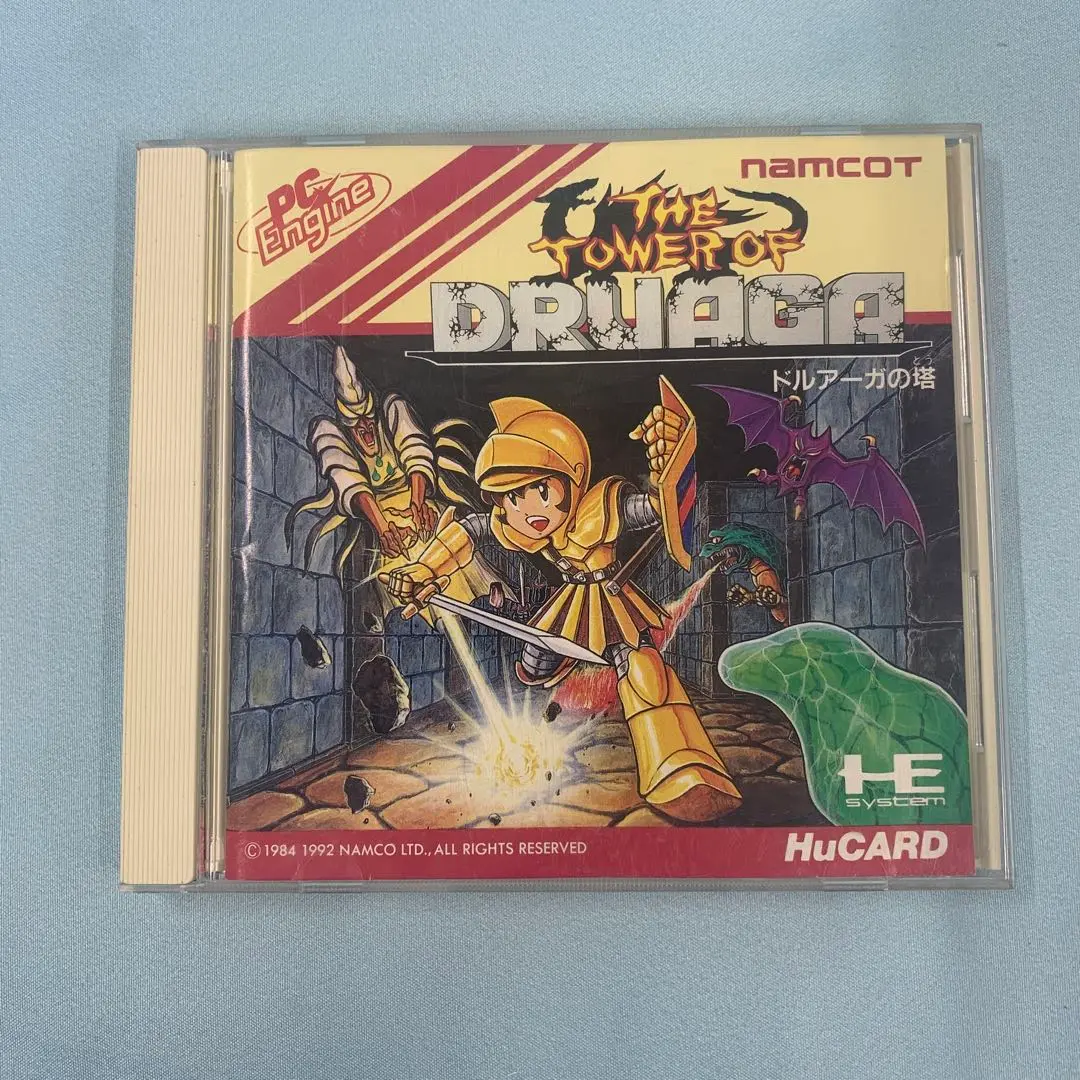 PC
Engine
namcoT
THE
TOWER OF
DRUAGA
とう
ドルアーガの塔
HE
system
© 1984 1992 NAMCO LTD., ALL RIGHTS RESERVED
HuCARD